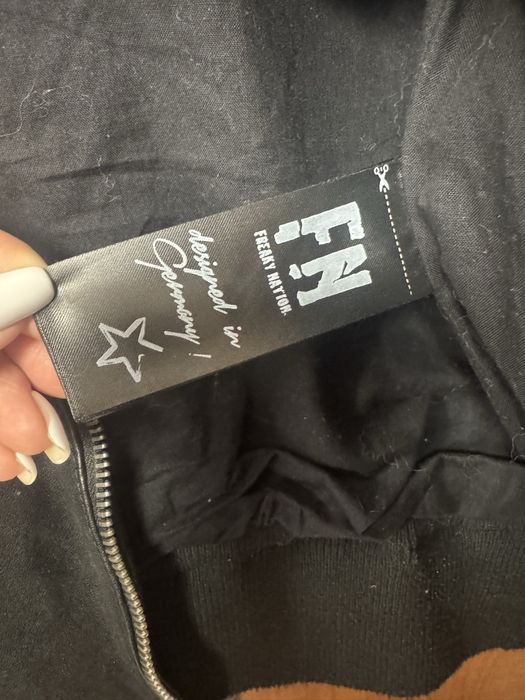 FN
FREAKY NATION.
designed in
Germany!